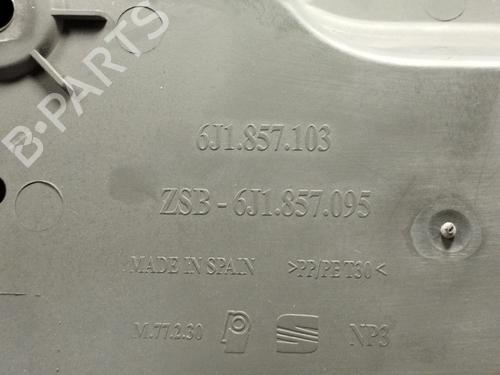 B-PARTS
6J1.857.103
ZSB - 6J1.857.095
MADE IN SPAIN >PP/PE T30<
M.77.2.30 NP3